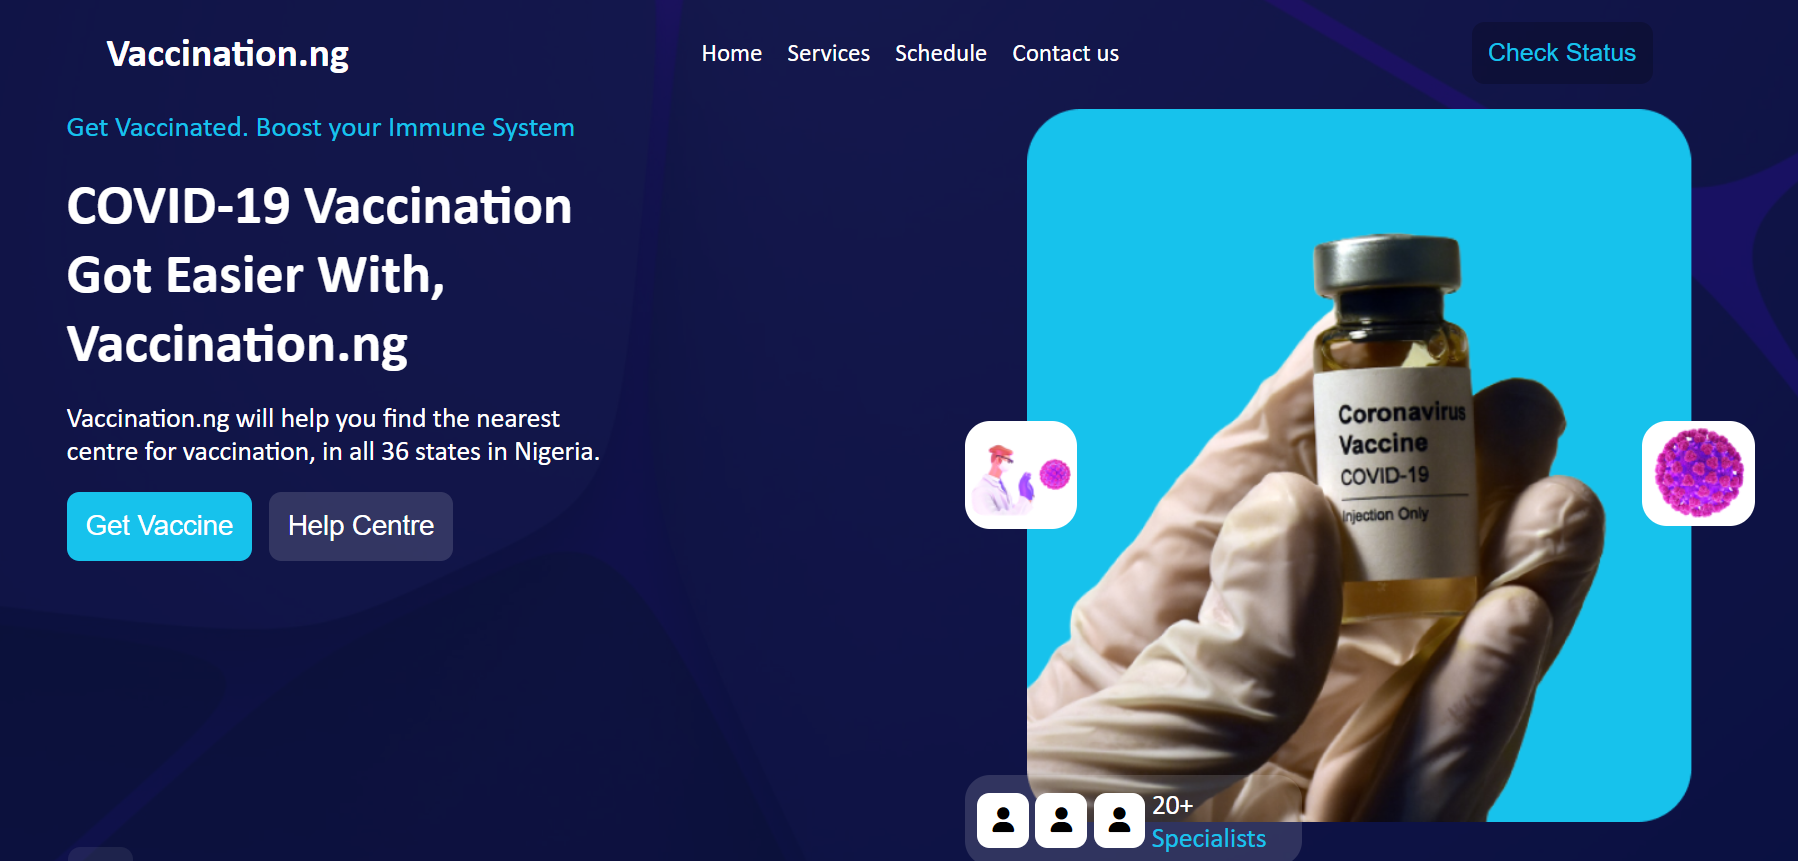 Vaccination.ng
Home Services Schedule Contact us
Check Status
Get Vaccinated. Boost your Immune System
COVID-19 Vaccination
Got Easier With,
Vaccination.ng
Vaccination.ng will help you find the nearest
centre for vaccination, in all 36 states in Nigeria.
Get Vaccine
Help Centre
Coronavirus
Vaccine
COVID-19
Injection Only
20+
Specialists